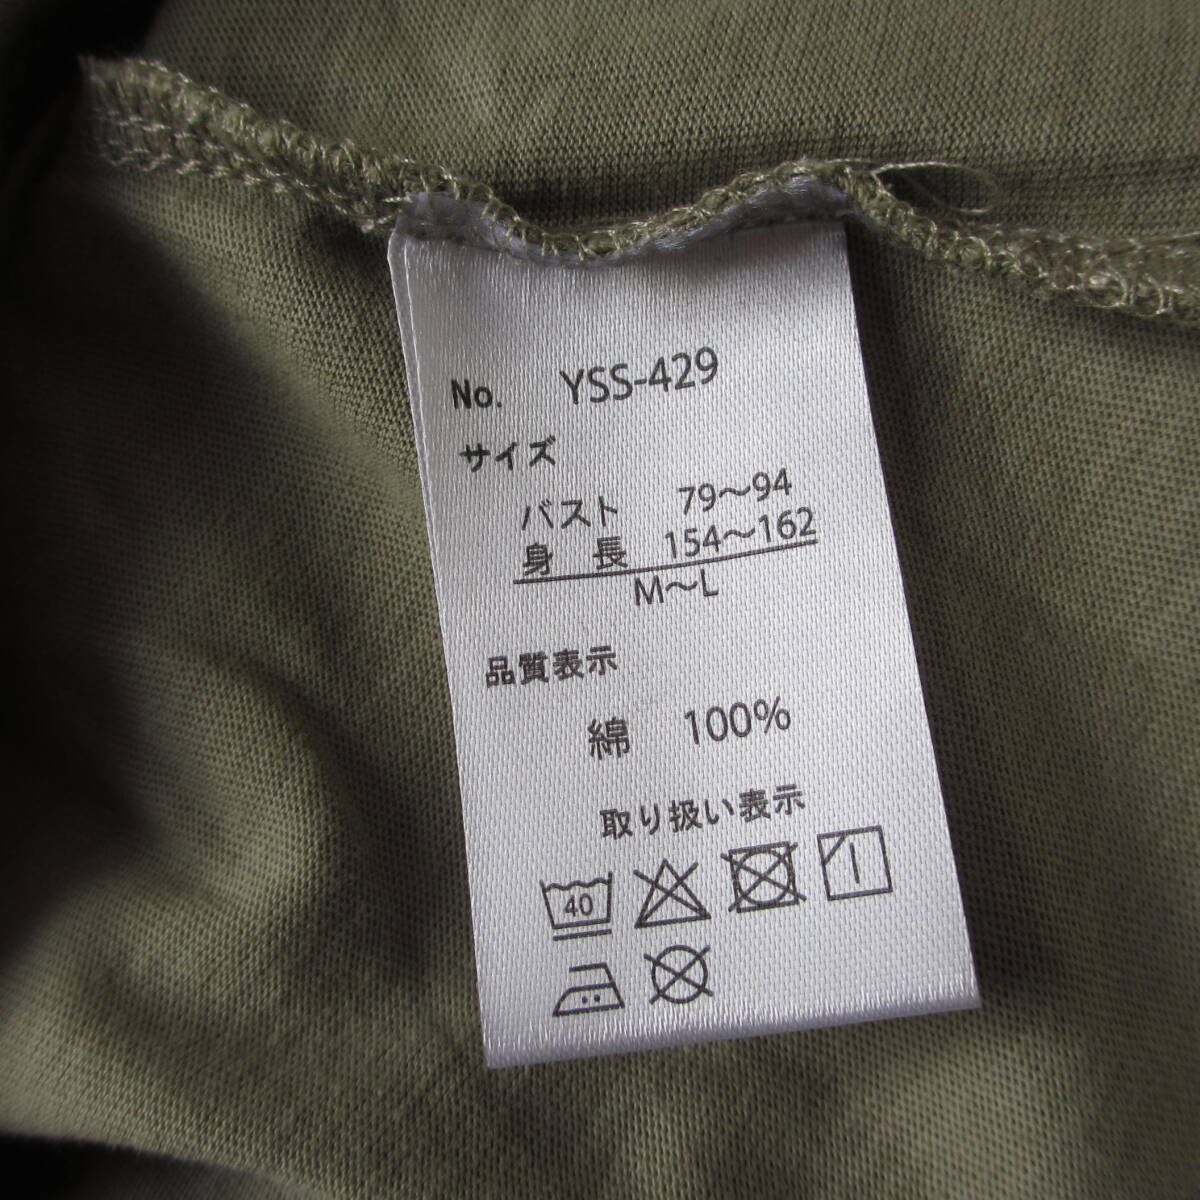 No. YSS-429
サイズ
バスト 79～94
身 長 154～162
M～L
品質表示
綿 100%
取り扱い表示
40